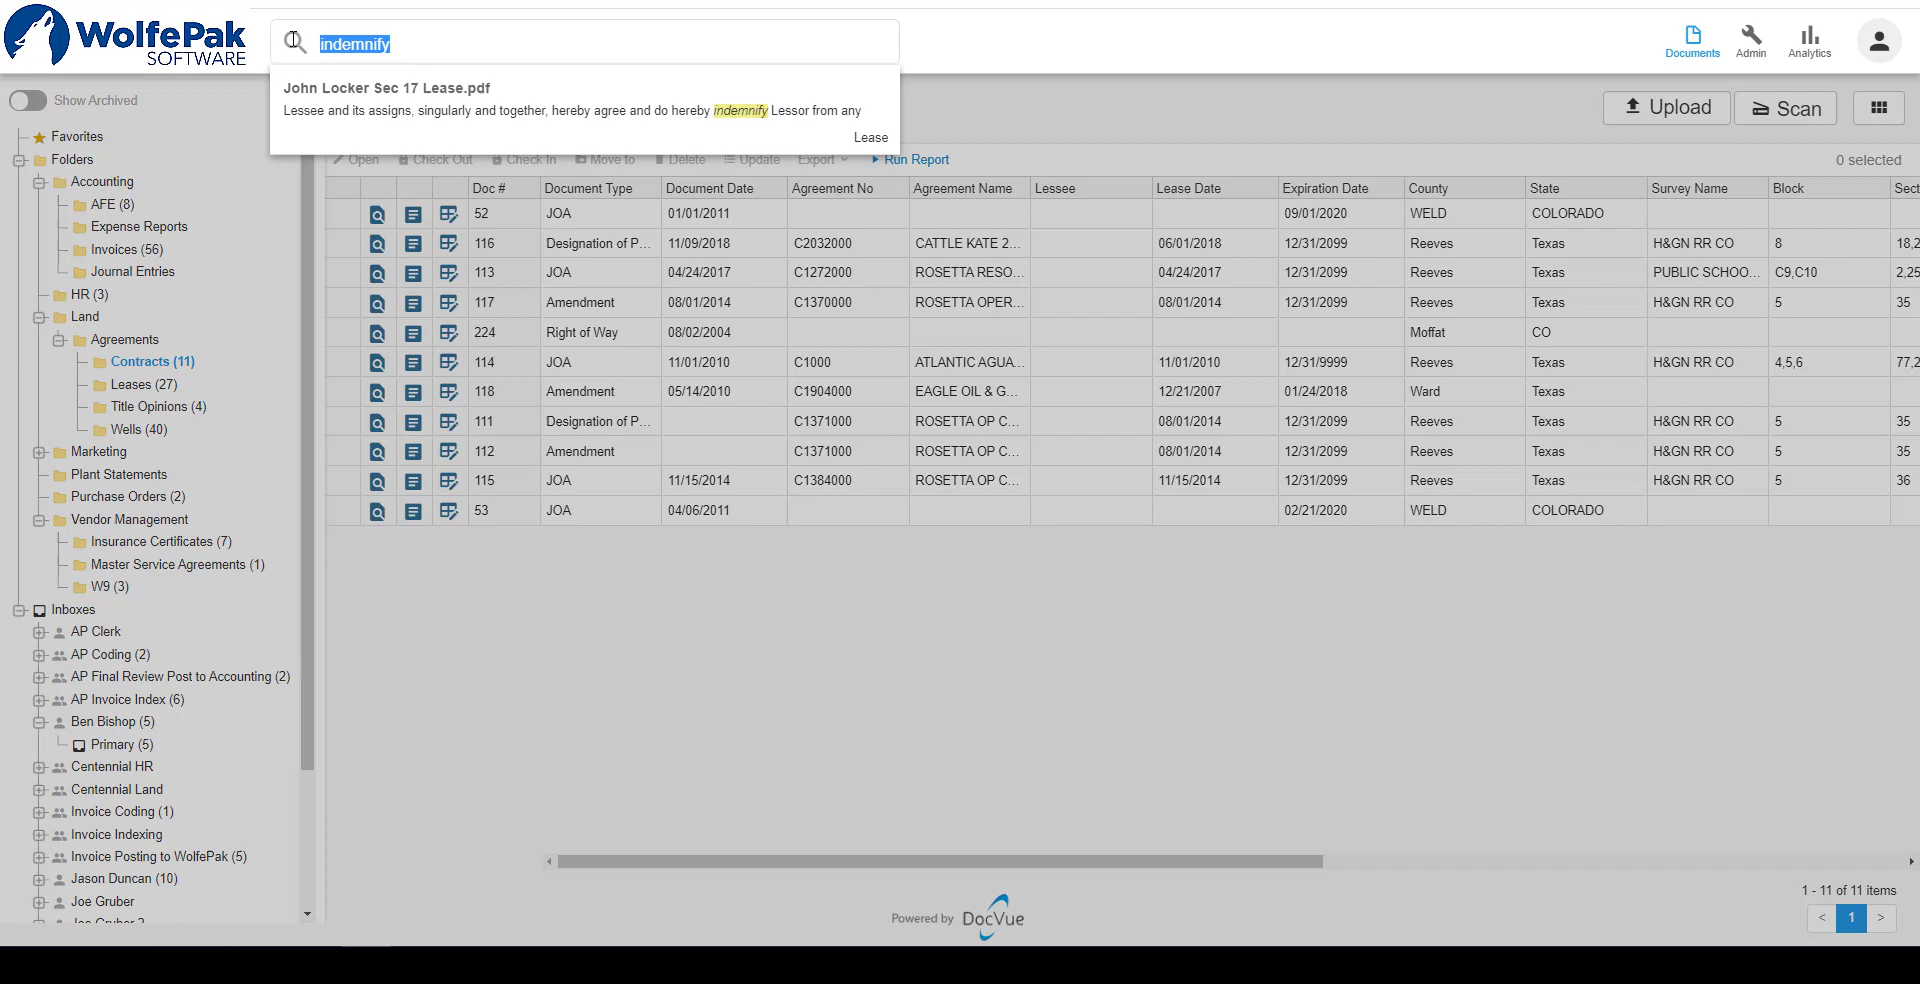 WolfePak
SOFTWARE
indemnify
Documents
Admin
Analytics
John Locker Sec 17 Lease.pdf
Lessee and its assigns, singularly and together, hereby agree and do hereby indemnify Lessor from any
Lease
Show Archived
Upload
Scan
Open Check Out Check In Move to Delete Update Export Run Report
0 selected
Favorites
Folders
Accounting
AFE (8)
Expense Reports
Invoices (56)
Journal Entries
HR (3)
Land
Agreements
Contracts (11)
Leases (27)
Title Opinions (4)
Wells (40)
Marketing
Plant Statements
Purchase Orders (2)
Vendor Management
Insurance Certificates (7)
Master Service Agreements (1)
W9 (3)
Inboxes
AP Clerk
AP Coding (2)
AP Final Review Post to Accounting (2)
AP Invoice Index (6)
Ben Bishop (5)
Primary (5)
Centennial HR
Centennial Land
Invoice Coding (1)
Invoice Indexing
Invoice Posting to WolfePak (5)
Jason Duncan (10)
Joe Gruber
Joe Gruber 2
Doc # Document Type Document Date Agreement No Agreement Name Lessee Lease Date Expiration Date County State Survey Name Block Sect
52 JOA 01/01/2011 09/01/2020 WELD COLORADO
116 Designation of P... 11/09/2018 C2032000 CATTLE KATE 2... 06/01/2018 12/31/2099 Reeves Texas H&GN RR CO 8 18,2
113 JOA 04/24/2017 C1272000 ROSETTA RESO... 04/24/2017 12/31/2099 Reeves Texas PUBLIC SCHOO... C9,C10 2,25
117 Amendment 08/01/2014 C1370000 ROSETTA OPER... 08/01/2014 12/31/2099 Reeves Texas H&GN RR CO 5 35
224 Right of Way 08/02/2004 Moffat CO
114 JOA 11/01/2010 C1000 ATLANTIC AGUA... 11/01/2010 12/31/9999 Reeves Texas H&GN RR CO 4,5,6 77,2
118 Amendment 05/14/2010 C1904000 EAGLE OIL & G... 12/21/2007 01/24/2018 Ward Texas
111 Designation of P... C1371000 ROSETTA OP C... 08/01/2014 12/31/2099 Reeves Texas H&GN RR CO 5 35
112 Amendment C1371000 ROSETTA OP C... 08/01/2014 12/31/2099 Reeves Texas H&GN RR CO 5 35
115 JOA 11/15/2014 C1384000 ROSETTA OP C... 11/15/2014 12/31/2099 Reeves Texas H&GN RR CO 5 36
53 JOA 04/06/2011 02/21/2020 WELD COLORADO
1 - 11 of 11 items
< 1 >
Powered by DocVue